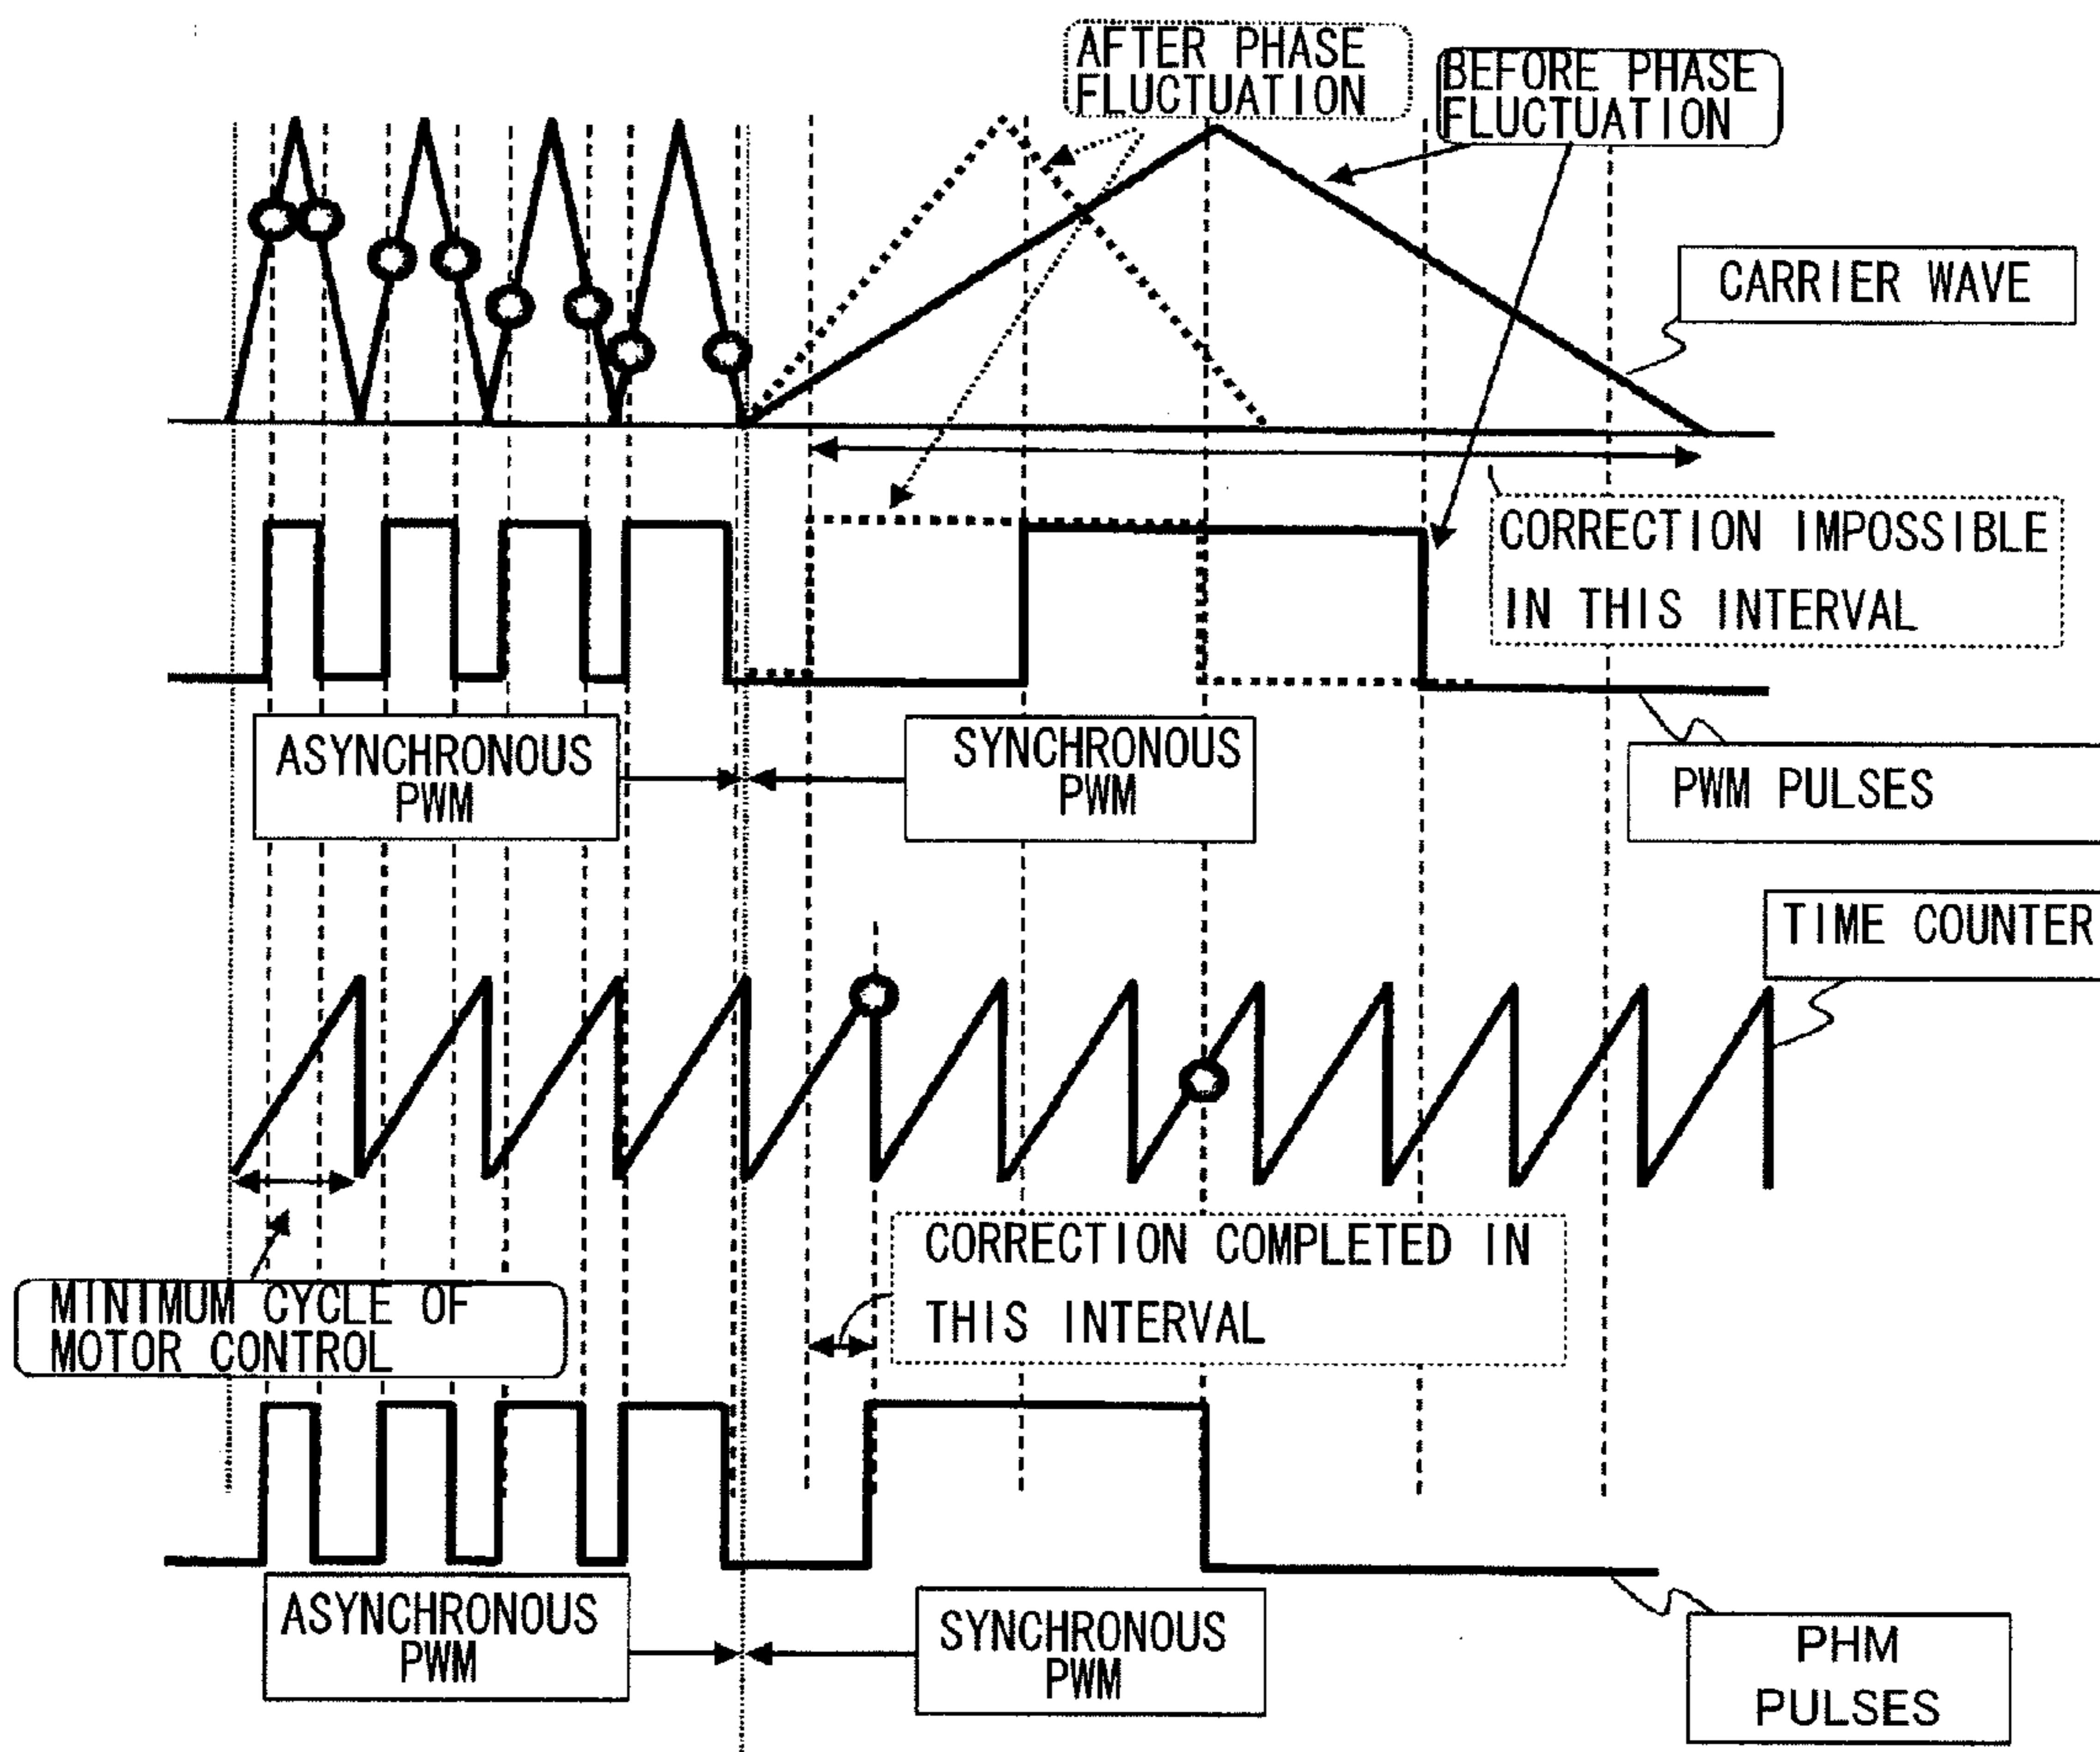 AFTER PHASE
FLUCTUATION
BEFORE PHASE
FLUCTUATION
CARRIER WAVE
CORRECTION IMPOSSIBLE
IN THIS INTERVAL
ASYNCHRONOUS
PWM
SYNCHRONOUS
PWM
PWM PULSES
TIME COUNTER
CORRECTION COMPLETED IN
THIS INTERVAL
MINIMUM CYCLE OF
MOTOR CONTROL
ASYNCHRONOUS
PWM
SYNCHRONOUS
PWM
PHM
PULSES